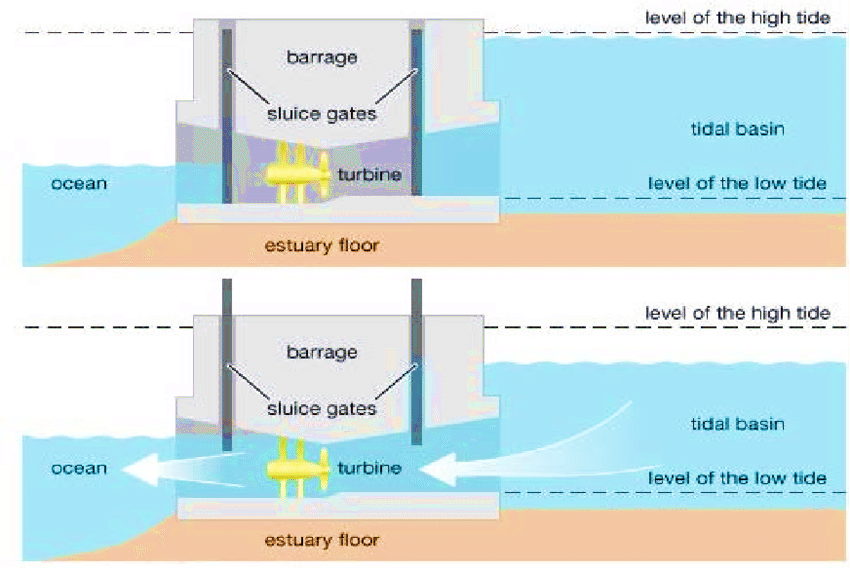 level of the high tide
barrage
sluice gates
tidal basin
turbine
ocean
level of the low tide
estuary floor
level of the high tide
barrage
sluice gates
tidal basin
ocean
turbine
level of the low tide
estuary floor